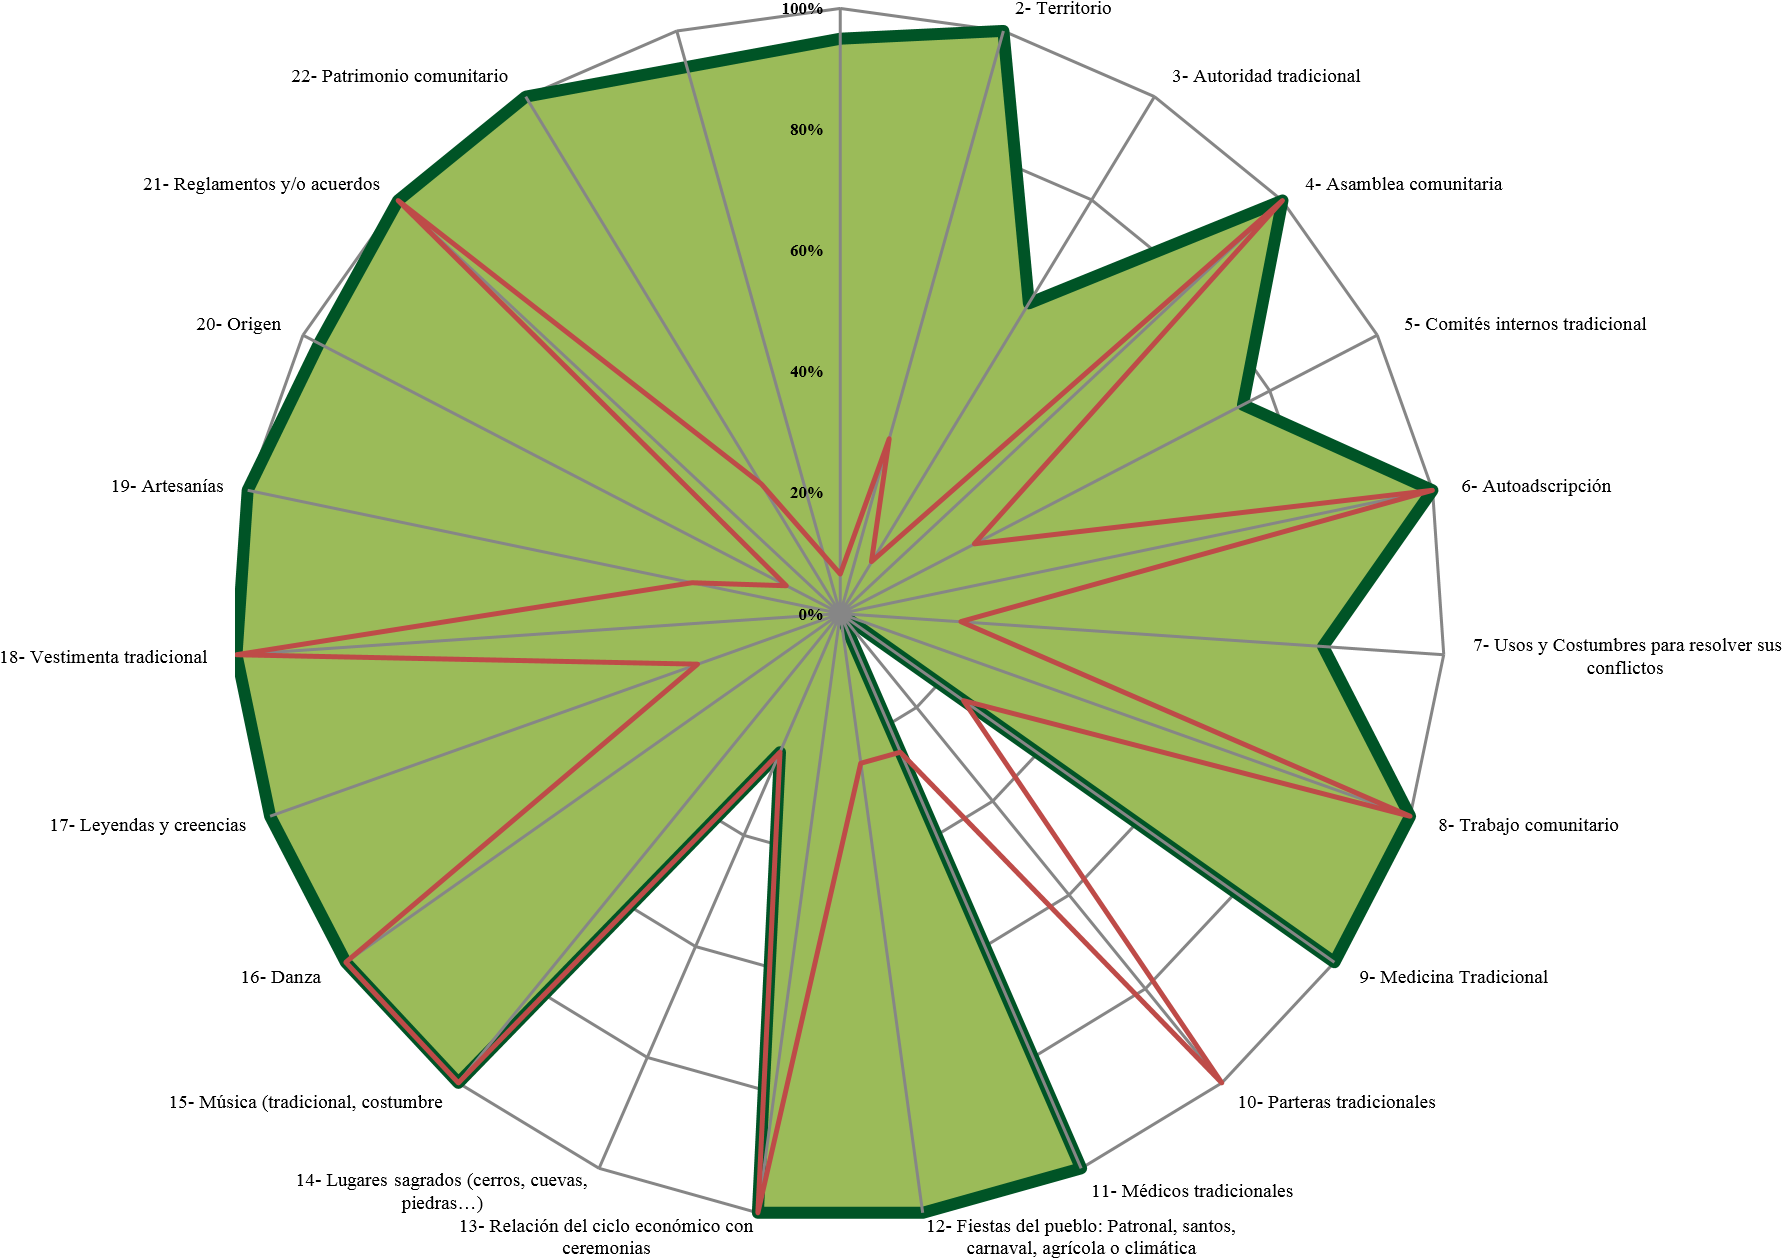 100%
80%
60%
40%
20%
0%
2- Territorio
3- Autoridad tradicional
4- Asamblea comunitaria
5- Comités internos tradicional
6- Autoadscripción
7- Usos y Costumbres para resolver sus
conflictos
8- Trabajo comunitario
9- Medicina Tradicional
10- Parteras tradicionales
11- Médicos tradicionales
12- Fiestas del pueblo: Patronal, santos,
carnaval, agrícola o climática
13- Relación del ciclo económico con
ceremonias
14- Lugares sagrados (cerros, cuevas,
piedras…)
15- Música (tradicional, costumbre
16- Danza
17- Leyendas y creencias
18- Vestimenta tradicional
19- Artesanías
20- Origen
21- Reglamentos y/o acuerdos
22- Patrimonio comunitario